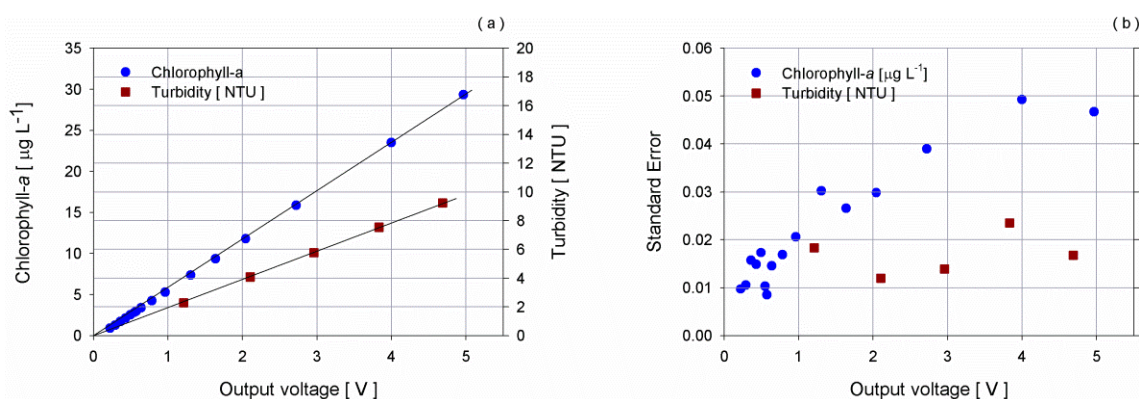 ( a )
35
30
25
20
15
10
5
0
Chlorophyll-a [ μg L-1]
Chlorophyll-a
Turbidity [ NTU ]
20
18
16
14
12
10
8
6
4
2
0
Turbidity [ NTU ]
0 1 2 3 4 5
Output voltage [ V ]
( b )
0.06
0.05
0.04
0.03
0.02
0.01
0.00
Standard Error
Chlorophyll-a [μg L-1]
Turbidity [ NTU ]
0 1 2 3 4 5
Output voltage [ V ]